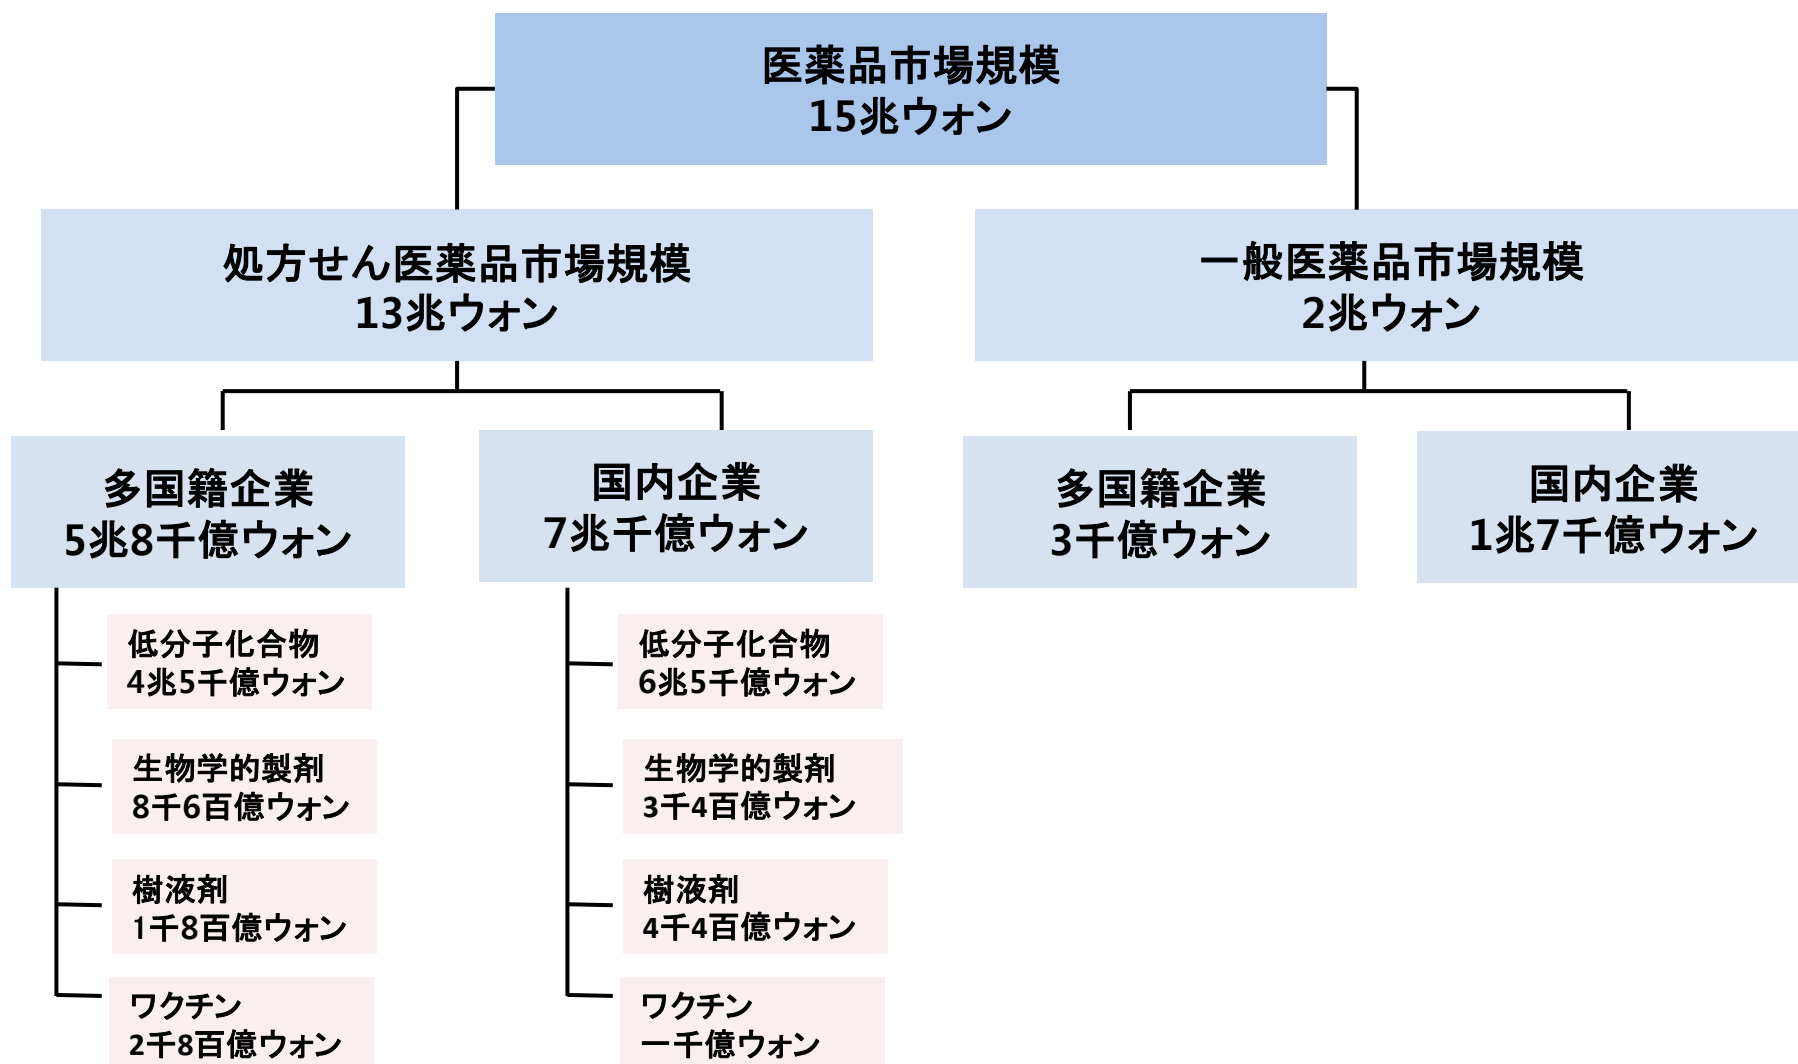 医薬品市場規模
15兆ウォン
処方せん医薬品市場規模
13兆ウォン
一般医薬品市場規模
2兆ウォン
多国籍企業
5兆8千億ウォン
国内企業
7兆千億ウォン
多国籍企業
3千億ウォン
国内企業
1兆7千億ウォン
低分子化合物
4兆5千億ウォン
生物学的製剤
8千6百億ウォン
樹液剤
1千8百億ウォン
ワクチン
2千8百億ウォン
低分子化合物
6兆5千億ウォン
生物学的製剤
3千4百億ウォン
樹液剤
4千4百億ウォン
ワクチン
一千億ウォン